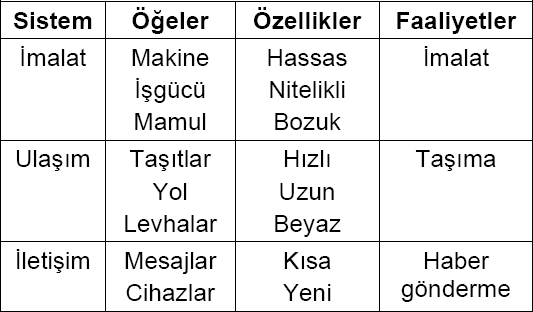 Sistem Öğeler Özellikler Faaliyetler
İmalat Makine Hassas İmalat
İşgücü Nitelikli
Mamul Bozuk
Ulaşım Taşıtlar Hızlı Taşıma
Yol Uzun
Levhalar Beyaz
İletişim Mesajlar Kısa Haber
Cihazlar Yeni gönderme